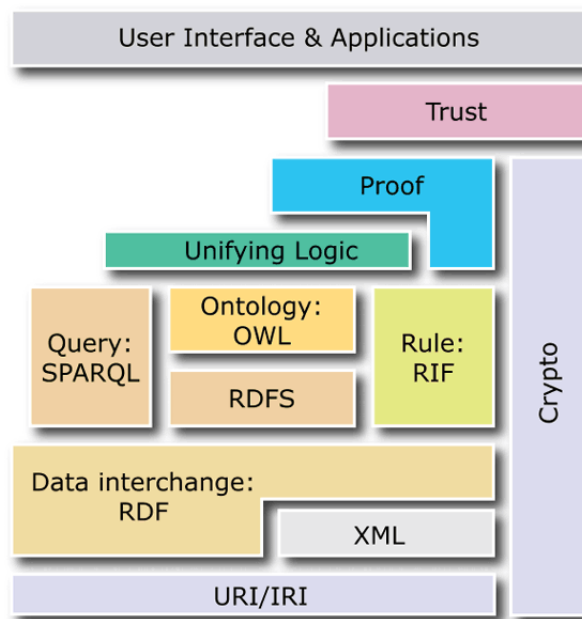 User Interface & Applications
Trust
Proof
Unifying Logic
Query:
SPARQL
Ontology:
OWL
RDFS
Rule:
RIF
Crypto
Data interchange:
RDF
XML
URI/IRI